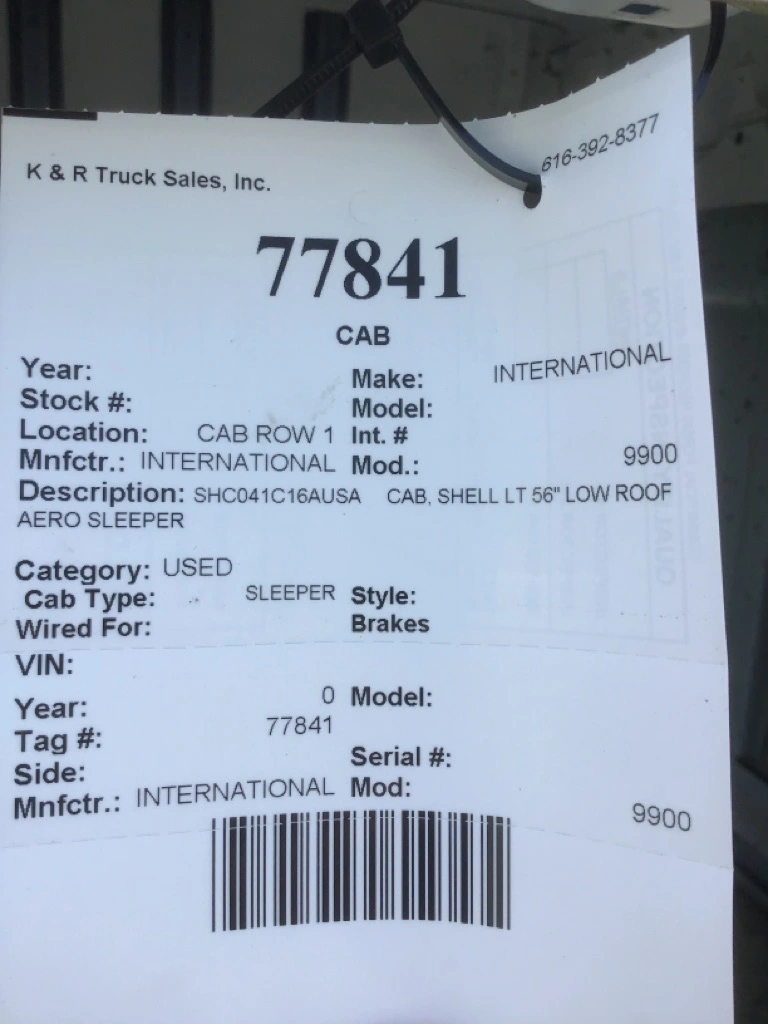 616-392-8377
K & R Truck Sales, Inc.
77841
CAB
Year: Make: INTERNATIONAL
Stock #: Model:
Location: CAB ROW 1 Int. #
Mnfctr.: INTERNATIONAL Mod.: 9900
Description: SHC041C16AUSA CAB, SHELL LT 56" LOW ROOF
AERO SLEEPER
Category: USED
Cab Type: SLEEPER Style:
Wired For: Brakes
VIN:
Year: 0 Model:
Tag #: 77841
Side: Serial #:
Mnfctr.: INTERNATIONAL Mod: 9900